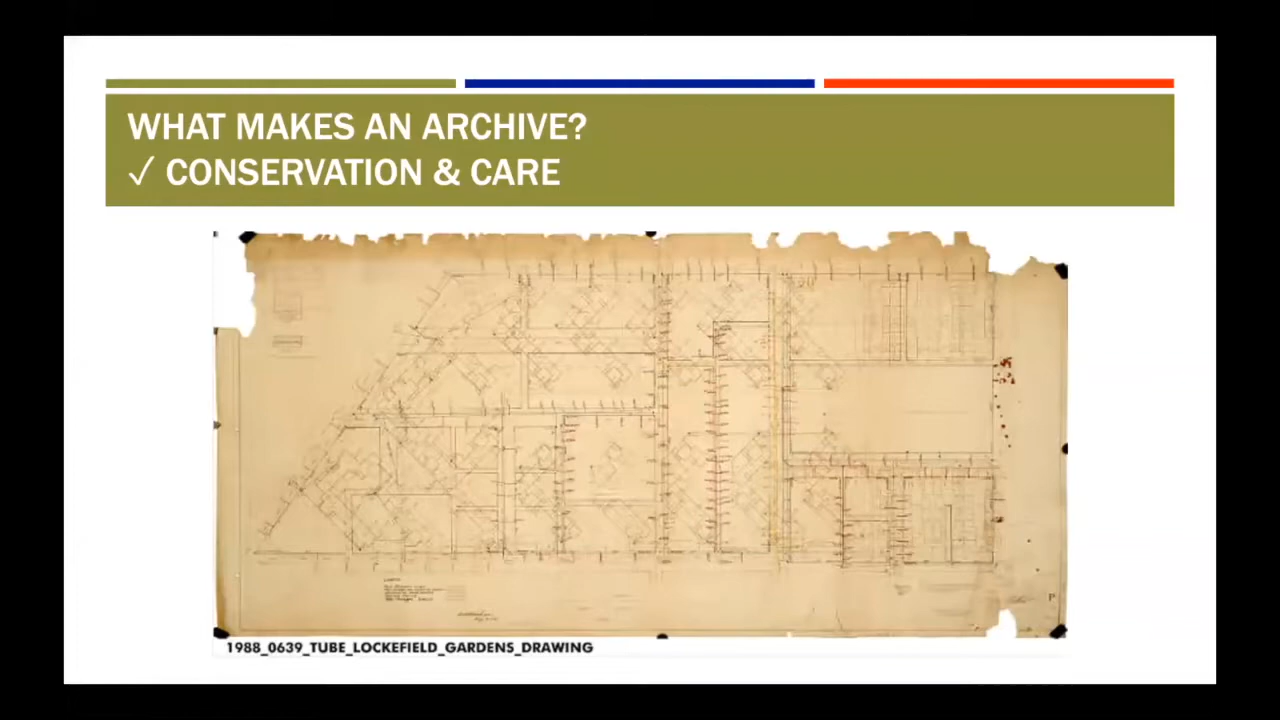 WHAT MAKES AN ARCHIVE?
✓ CONSERVATION & CARE
1988_0639_TUBE_LOCKEFIELD_GARDENS_DRAWING